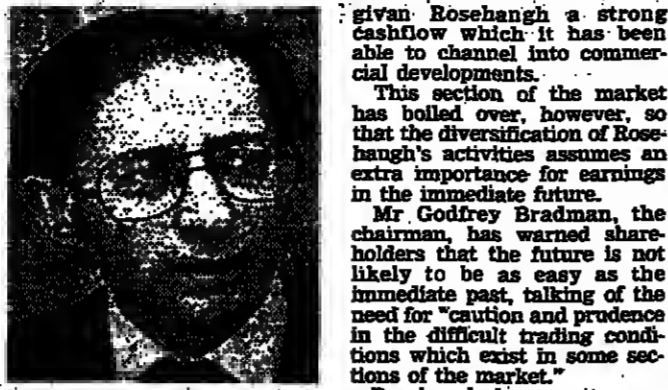 givan Rosehangh a strong
cashflow which it has been
able to channel into commer-
cial developments.
This section of the market
has boiled over, however, so
that the diversification of Rose-
haugh's activities assumes an
extra importance for earnings
in the immediate future.
Mr Godfrey Bradman, the
chairman, has warned share-
holders that the future is not
likely to be as easy as the
immediate past, talking of the
need for "caution and prudence
in the difficult trading condi-
tions which exist in some sec-
tions of the market."